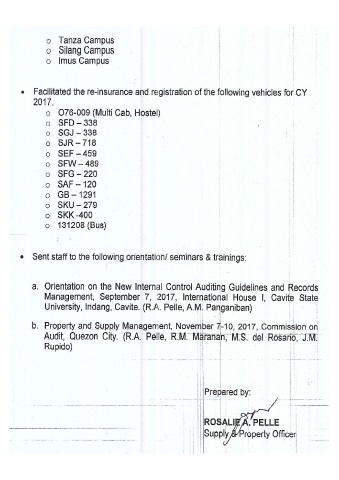 o Tanza Campus
o Silang Campus
o Imus Campus
• Facilitated the re-insurance and registration of the following vehicles for CY
2017.
o O76-009 (Multi Cab, Hostel)
o SFD – 338
o SGJ – 338
o SJR – 718
o SEF – 459
o SFW – 489
o SFG – 220
o SAF – 120
o GB – 1291
o SKU – 279
o SKK -400
o 131208 (Bus)
• Sent staff to the following orientation/ seminars & trainings:
a. Orientation on the New Internal Control Auditing Guidelines and Records
Management, September 7, 2017, International House I, Cavite State
University, Indang, Cavite. (R.A. Pelle, A.M. Panganiban)
b. Property and Supply Management, November 7-10, 2017, Commission on
Audit, Quezon City. (R.A. Pelle, R.M. Maranan, M.S. del Rosario, J.M.
Rupido)
Prepared by:
ROSALIE A. PELLE
Supply & Property Officer